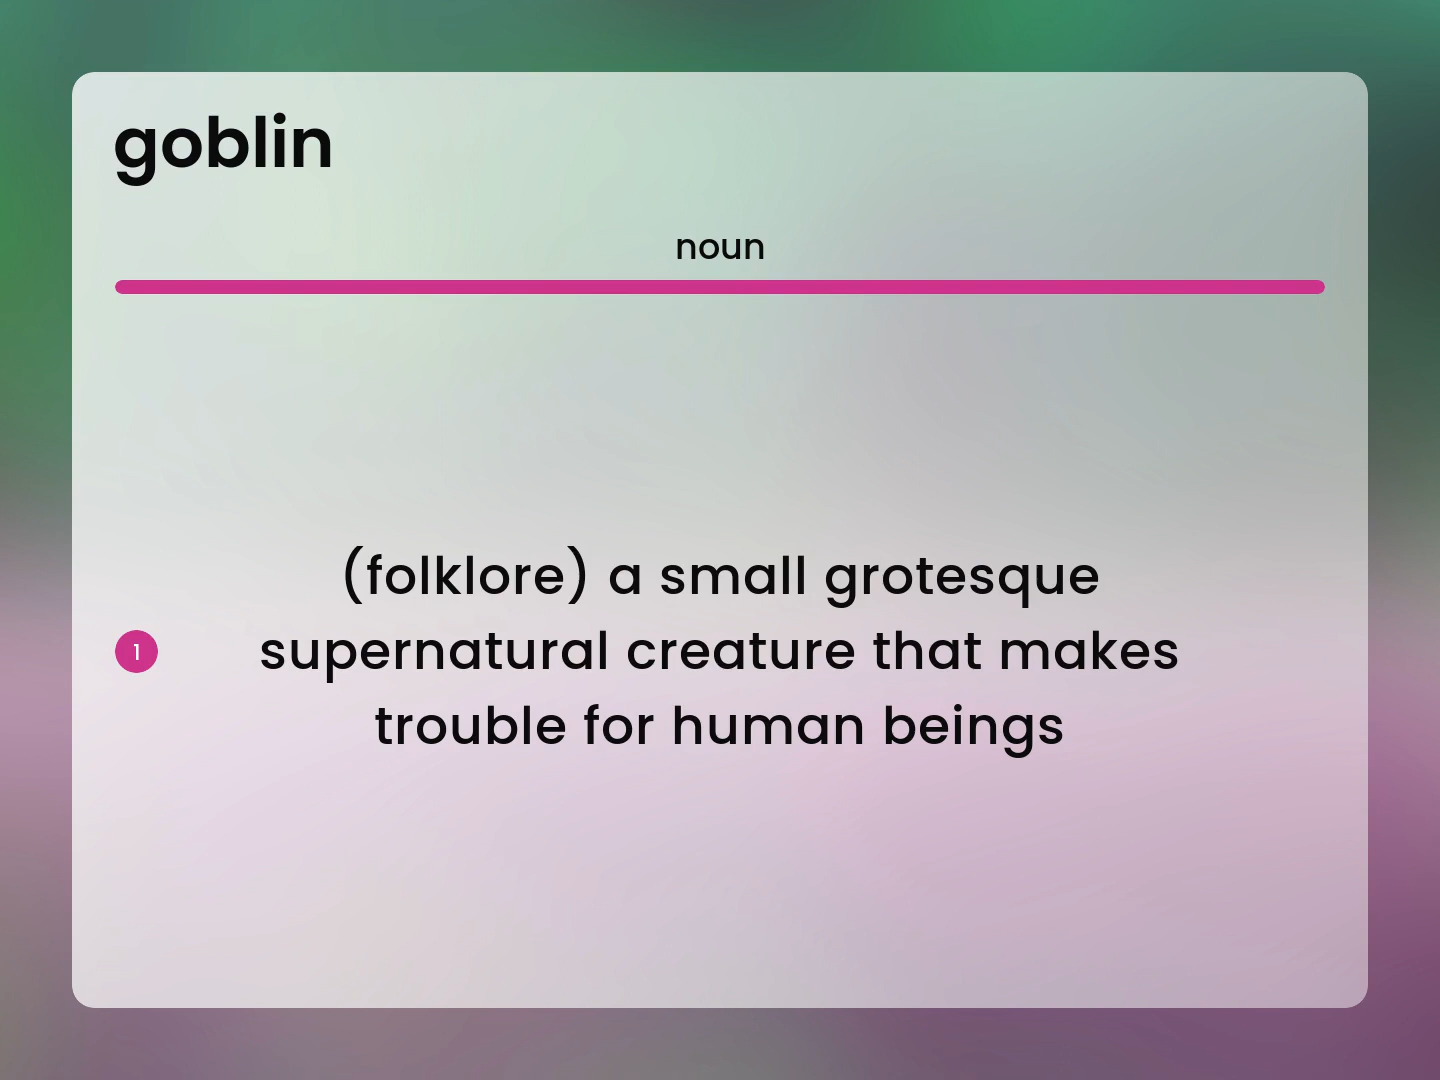 goblin
noun
(folklore) a small grotesque
1
supernatural creature that makes
trouble for human beings